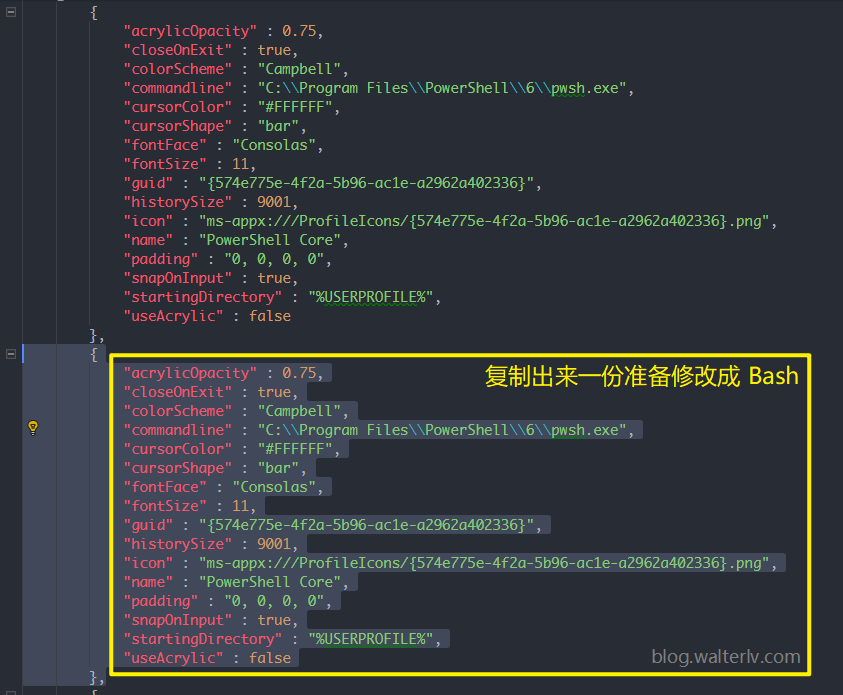 {
"acrylicOpacity" : 0.75,
"closeOnExit" : true,
"colorScheme" : "Campbell",
"commandline" : "C:\\Program Files\\PowerShell\\6\\pwsh.exe",
"cursorColor" : "#FFFFFF",
"cursorShape" : "bar",
"fontFace" : "Consolas",
"fontSize" : 11,
"guid" : "{574e775e-4f2a-5b96-ac1e-a2962a402336}",
"historySize" : 9001,
"icon" : "ms-appx:///ProfileIcons/{574e775e-4f2a-5b96-ac1e-a2962a402336}.png",
"name" : "PowerShell Core",
"padding" : "0, 0, 0, 0",
"snapOnInput" : true,
"startingDirectory" : "%USERPROFILE%",
"useAcrylic" : false
},
{
"acrylicOpacity" : 0.75,
复制出来一份准备修改成 Bash
"closeOnExit" : true,
"colorScheme" : "Campbell",
"commandline" : "C:\\Program Files\\PowerShell\\6\\pwsh.exe",
"cursorColor" : "#FFFFFF",
"cursorShape" : "bar",
"fontFace" : "Consolas",
"fontSize" : 11,
"guid" : "{574e775e-4f2a-5b96-ac1e-a2962a402336}",
"historySize" : 9001,
"icon" : "ms-appx:///ProfileIcons/{574e775e-4f2a-5b96-ac1e-a2962a402336}.png",
"name" : "PowerShell Core",
"padding" : "0, 0, 0, 0",
"snapOnInput" : true,
"startingDirectory" : "%USERPROFILE%",
"useAcrylic" : false
blog.walterlv.com
},
{